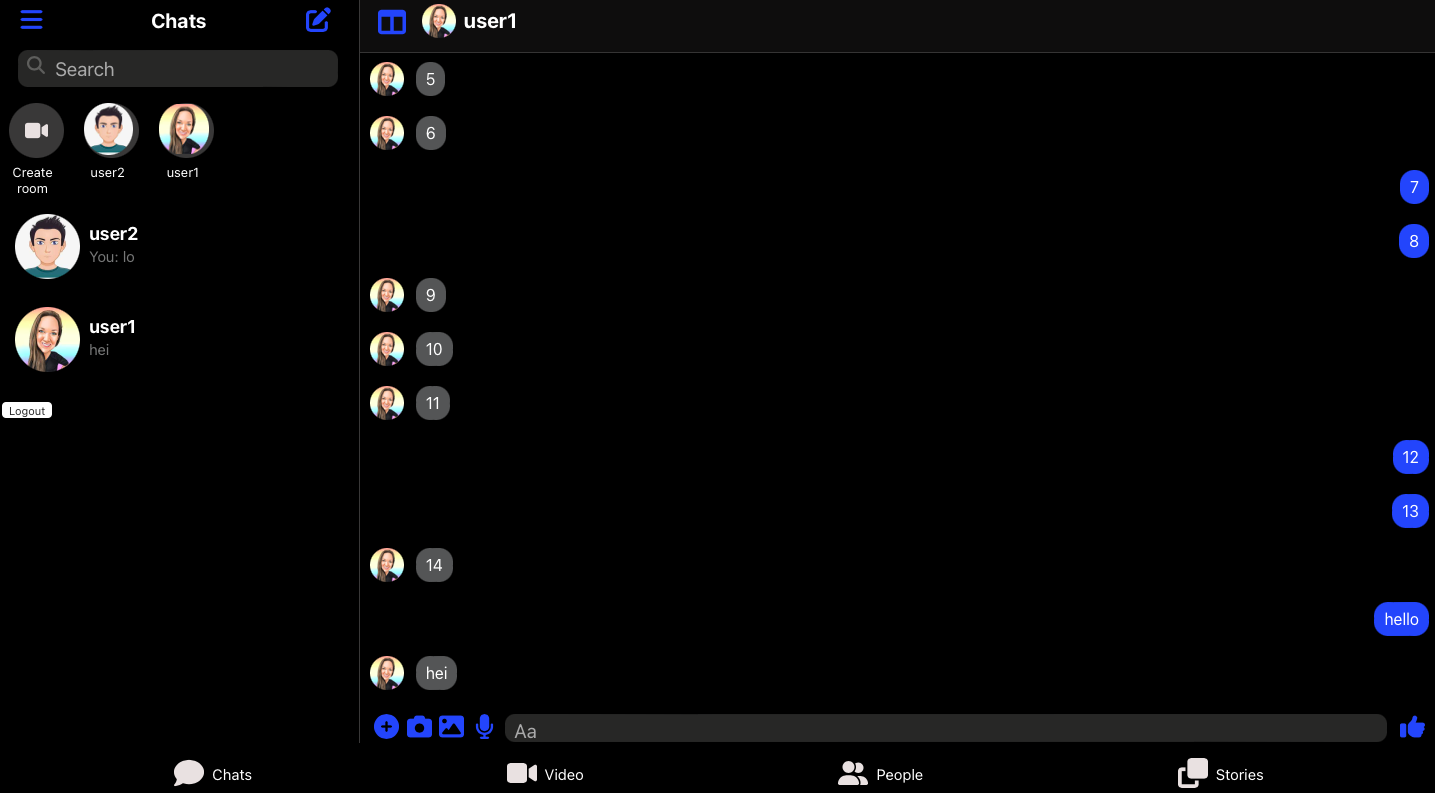 Chats
Search
Create
room
user2
user1
user2
You: lo
user1
hei
Logout
user1
5
6
7
8
9
10
11
12
13
14
hello
hei
Aa
Chats
Video
People
Stories